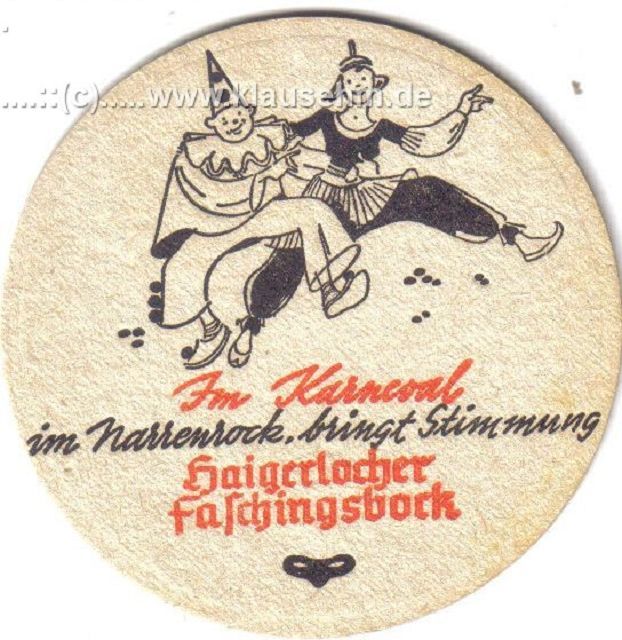 .....::(c).....www.klausehm.de
Im Karneval
im Narrenrock, bringt Stimmung
Haigerlocher
Faſchingsbock